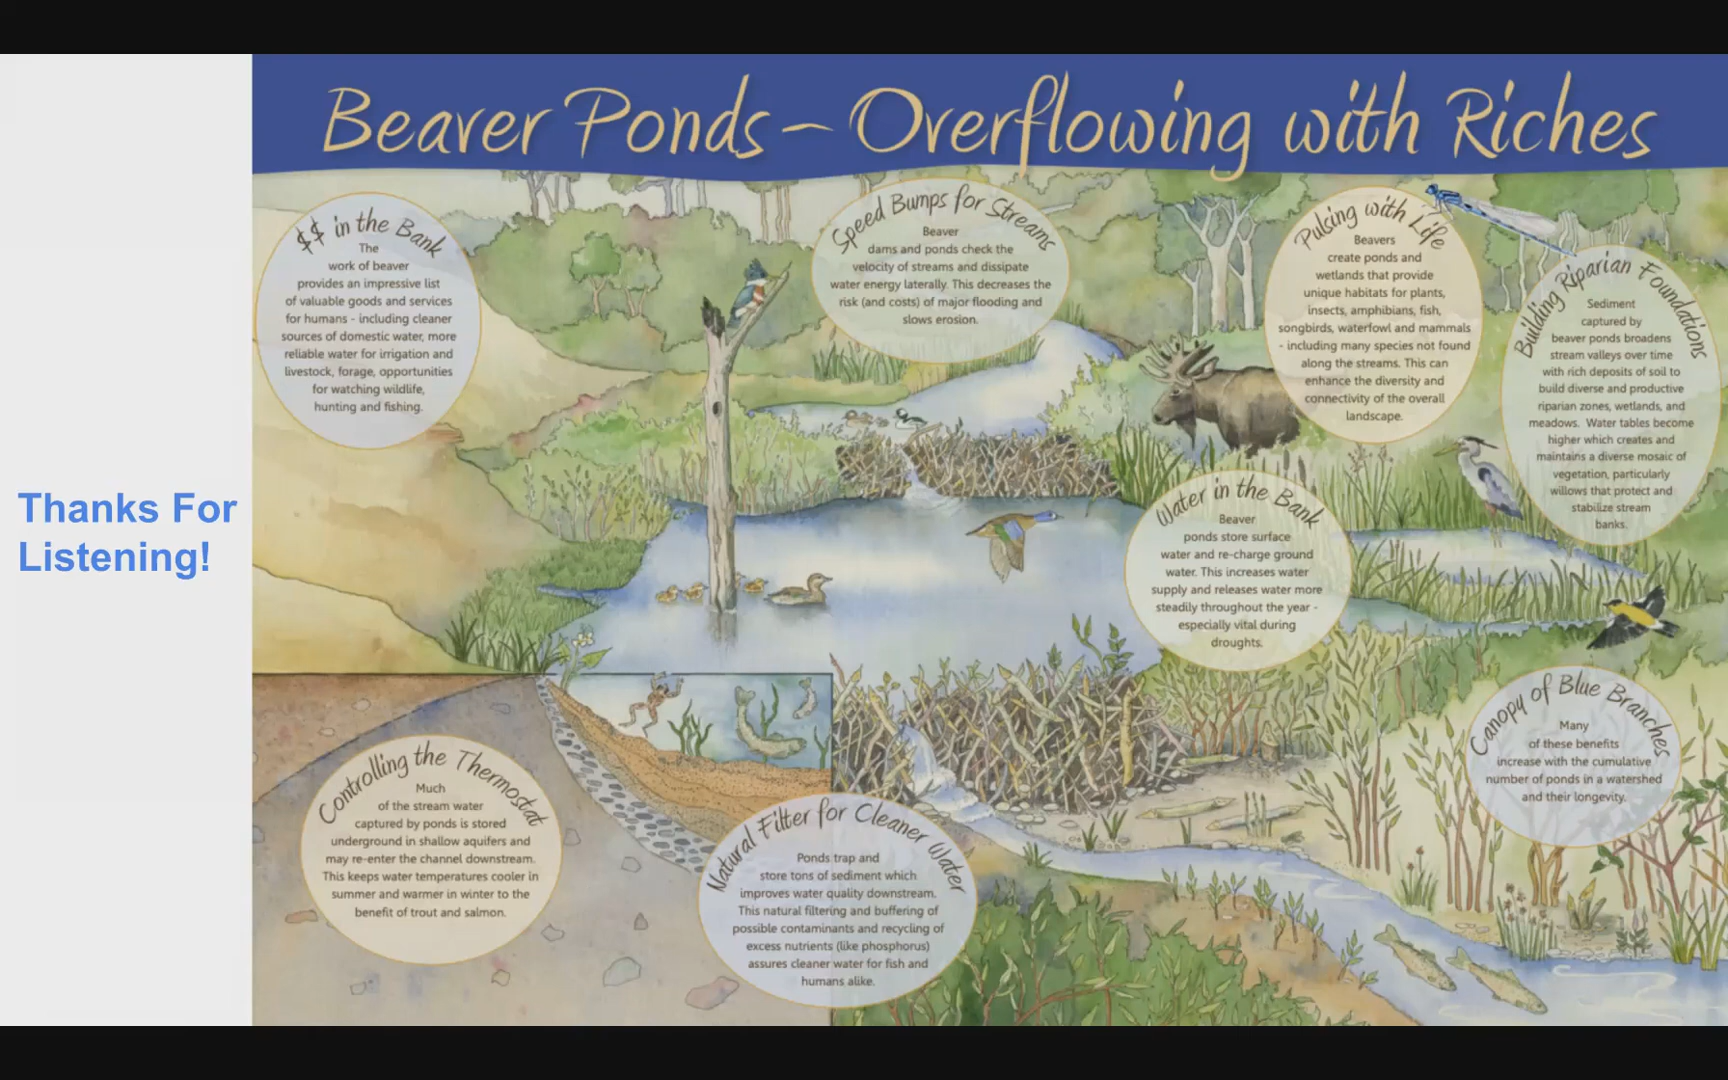 Beaver Ponds – Overflowing with Riches
$$ in the Bank
The
work of beaver
provides an impressive list
of valuable goods and services
for humans - including cleaner
sources of domestic water, more
reliable water for irrigation and
livestock, forage, opportunities
for watching wildlife,
hunting and fishing.
Speed Bumps for Streams
Beaver
dams and ponds check the
velocity of streams and dissipate
water energy laterally. This decreases the
risk (and costs) of major flooding and
slows erosion.
Pulsing with Life
Beavers
create ponds and
wetlands that provide
unique habitats for plants,
insects, amphibians, fish,
songbirds, waterfowl and mammals
- including many species not found
along the streams. This can
enhance the diversity and
connectivity of the overall
landscape.
Building Riparian Foundations
Sediment
captured by
beaver ponds broadens
stream valleys over time
with rich deposits of soil to
build diverse and productive
riparian zones, wetlands, and
meadows. Water tables become
higher which creates and
maintains a diverse mosaic of
vegetation, particularly
willows that protect and
stabilize stream
banks.
Water in the Bank
Beaver
ponds store surface
water and re-charge ground
water. This increases water
supply and releases water more
steadily throughout the year -
especially vital during
droughts.
Thanks For
Listening!
Canopy of Blue Branches
Many
of these benefits
increase with the cumulative
number of ponds in a watershed
and their longevity.
Controlling the Thermostat
Much
of the stream water
captured by ponds is stored
underground in shallow aquifers and
may re-enter the channel downstream.
This keeps water temperatures cooler in
summer and warmer in winter to the
benefit of trout and salmon.
Natural Filter for Cleaner Water
Ponds trap and
store tons of sediment which
improves water quality downstream.
This natural filtering and buffering of
possible contaminants and recycling of
excess nutrients (like phosphorus)
assures cleaner water for fish and
humans alike.